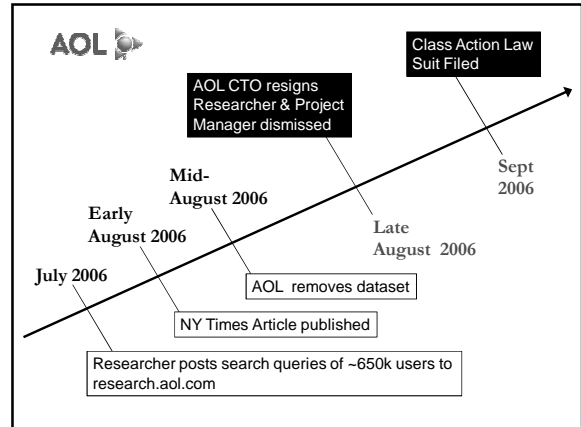 AOL
Class Action Law
Suit Filed
AOL CTO resigns
Researcher & Project
Manager dismissed
Sept
2006
Mid-
August 2006
Early
August 2006
Late
August 2006
July 2006
AOL removes dataset
NY Times Article published
Researcher posts search queries of ~650k users to
research.aol.com